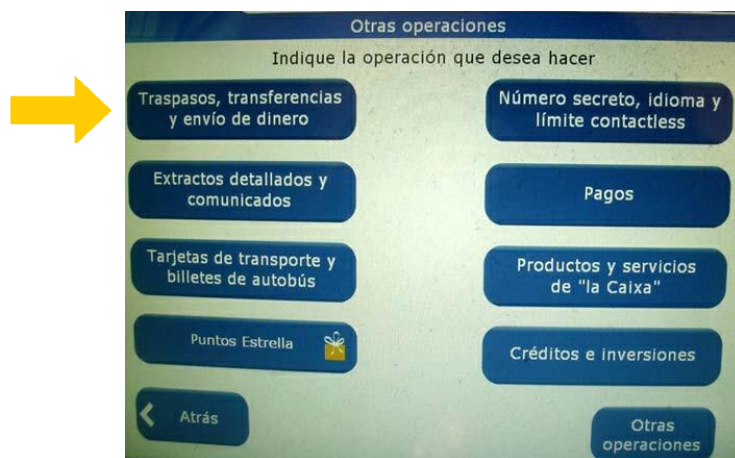 Otras operaciones
Indique la operación que desea hacer
Traspasos, transferencias
y envío de dinero
Número secreto, idioma y
límite contactless
Extractos detallados y
comunicados
Pagos
Tarjetas de transporte y
billetes de autobús
Productos y servicios
de "la Caixa"
Puntos Estrella
Créditos e inversiones
Atrás
Otras
operaciones